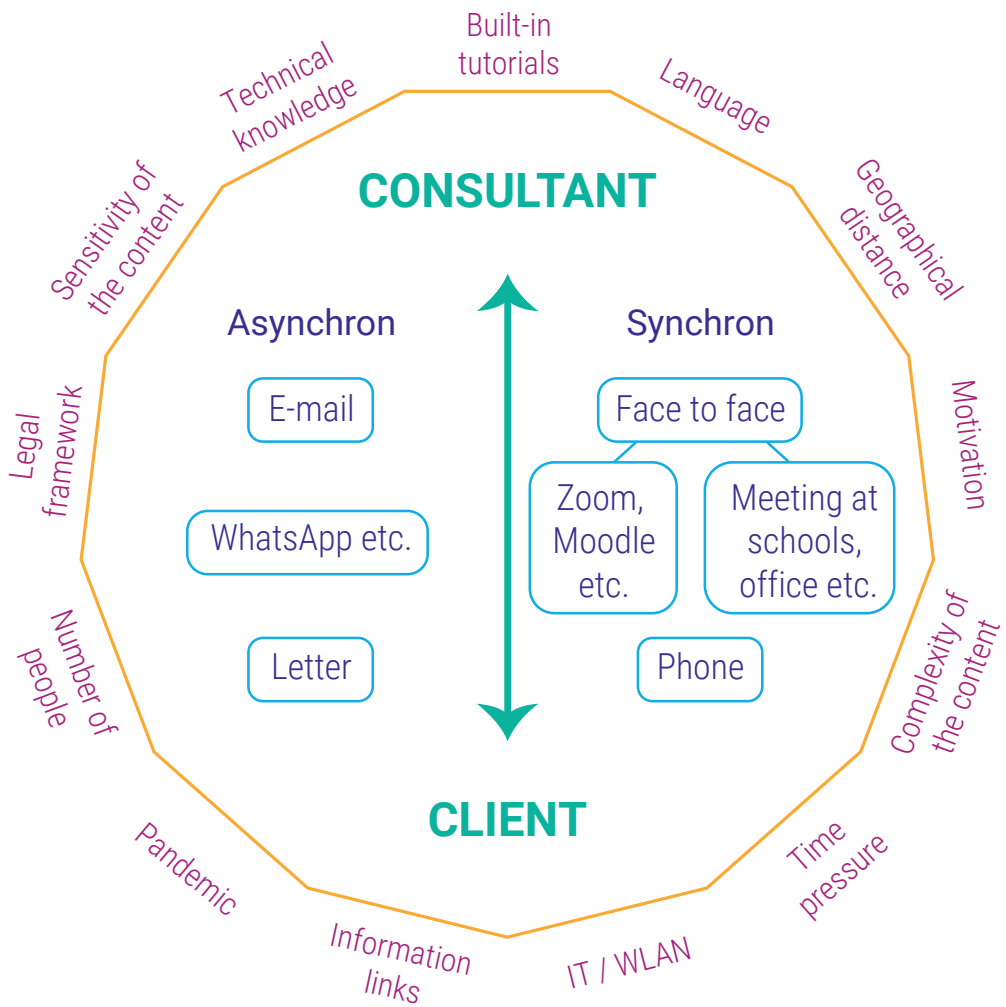 Built-in
tutorials
Language
Geographical
distance
Motivation
Complexity of
the content
Time
pressure
IT / WLAN
Information
links
Pandemic
Number of
people
Legal
framework
Sensitivity of
the content
Technical
knowledge
CONSULTANT
Asynchron
E-mail
WhatsApp etc.
Letter
Synchron
Face to face
Zoom,
Moodle
etc.
Meeting at
schools,
office etc.
Phone
CLIENT